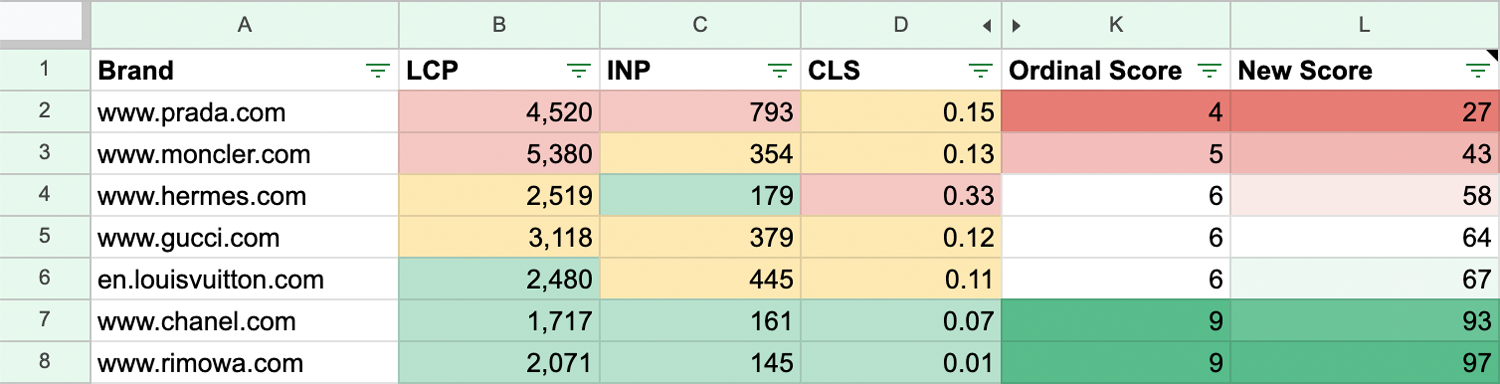 A B C D K L
1 Brand LCP INP CLS Ordinal Score New Score
2 www.prada.com 4,520 793 0.15 4 27
3 www.moncler.com 5,380 354 0.13 5 43
4 www.hermes.com 2,519 179 0.33 6 58
5 www.gucci.com 3,118 379 0.12 6 64
6 en.louisvuitton.com 2,480 445 0.11 6 67
7 www.chanel.com 1,717 161 0.07 9 93
8 www.rimowa.com 2,071 145 0.01 9 97